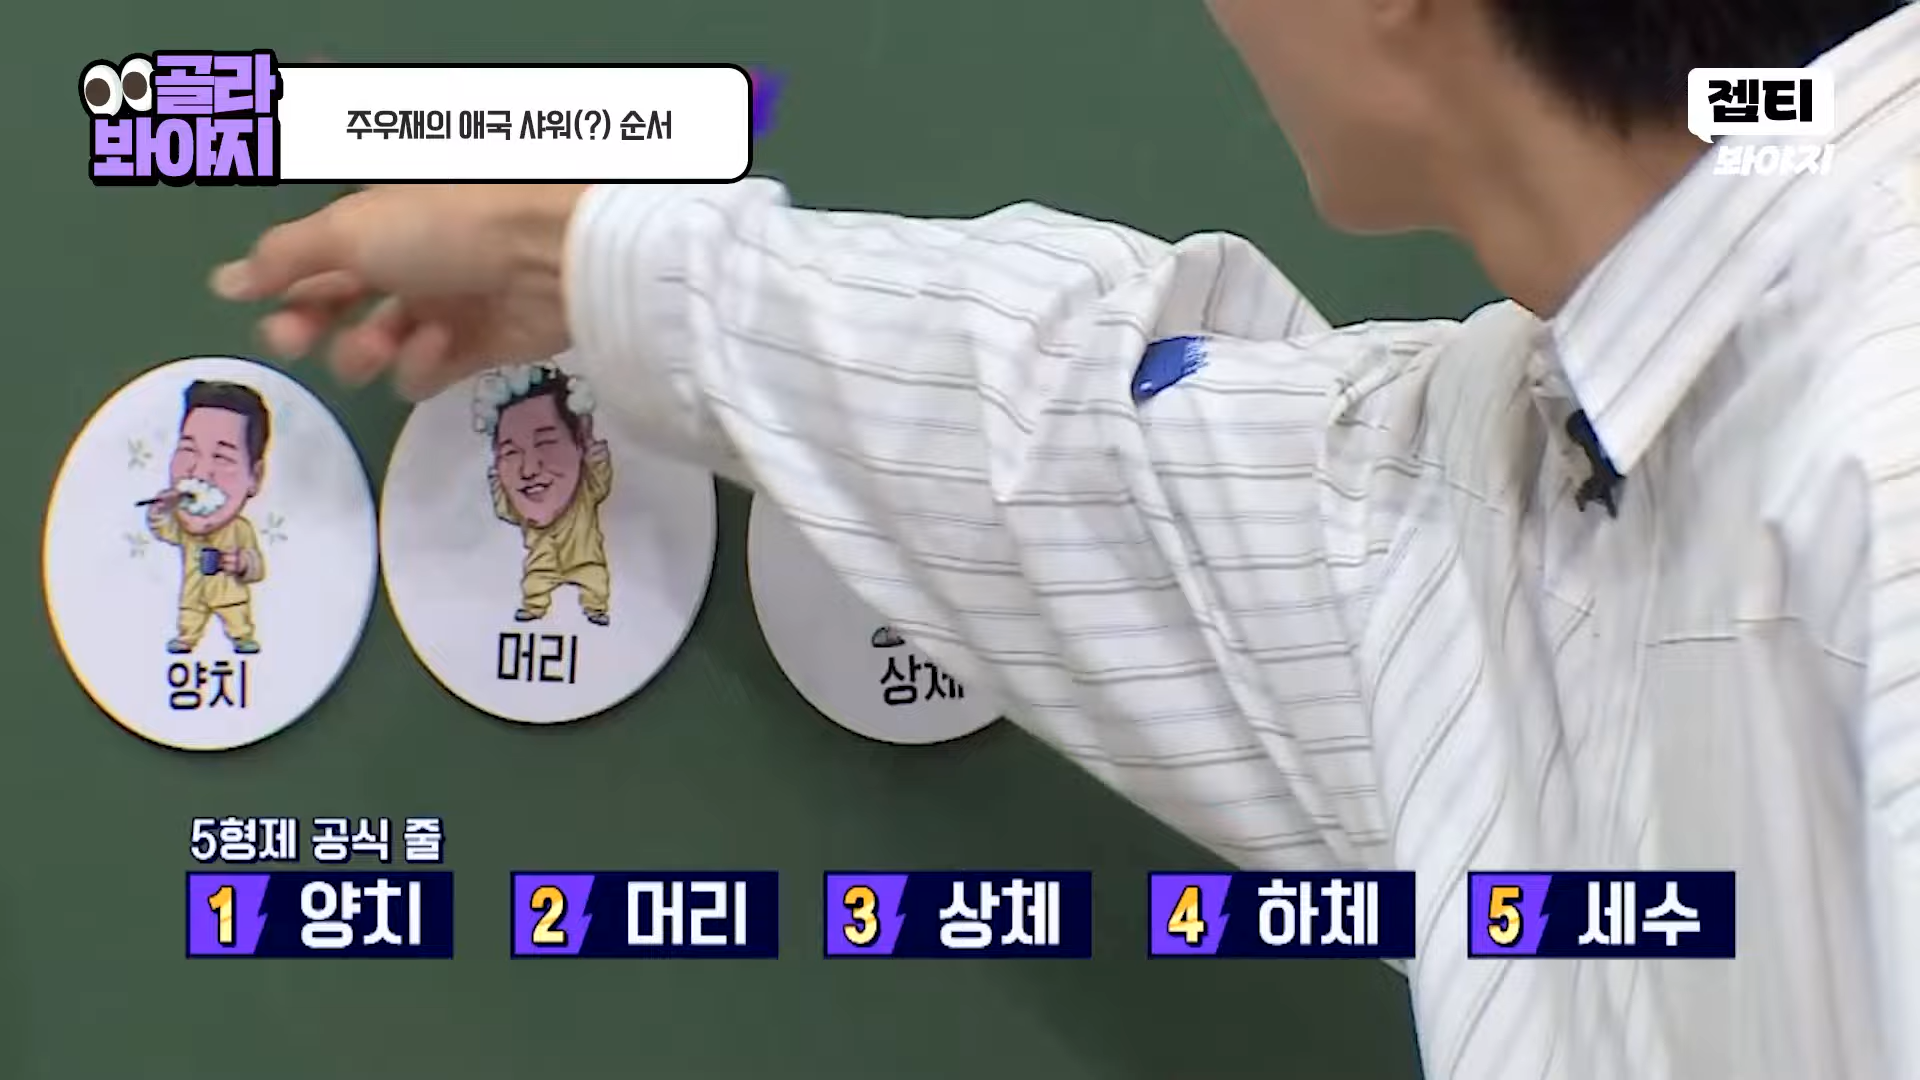 골라
봐야지
주우재의 애국 샤워(?) 순서
젭티
봐야지
양치
머리
상체
5형제 공식 줄
1 양치
2 머리
3 상체
4 하체
5 세수